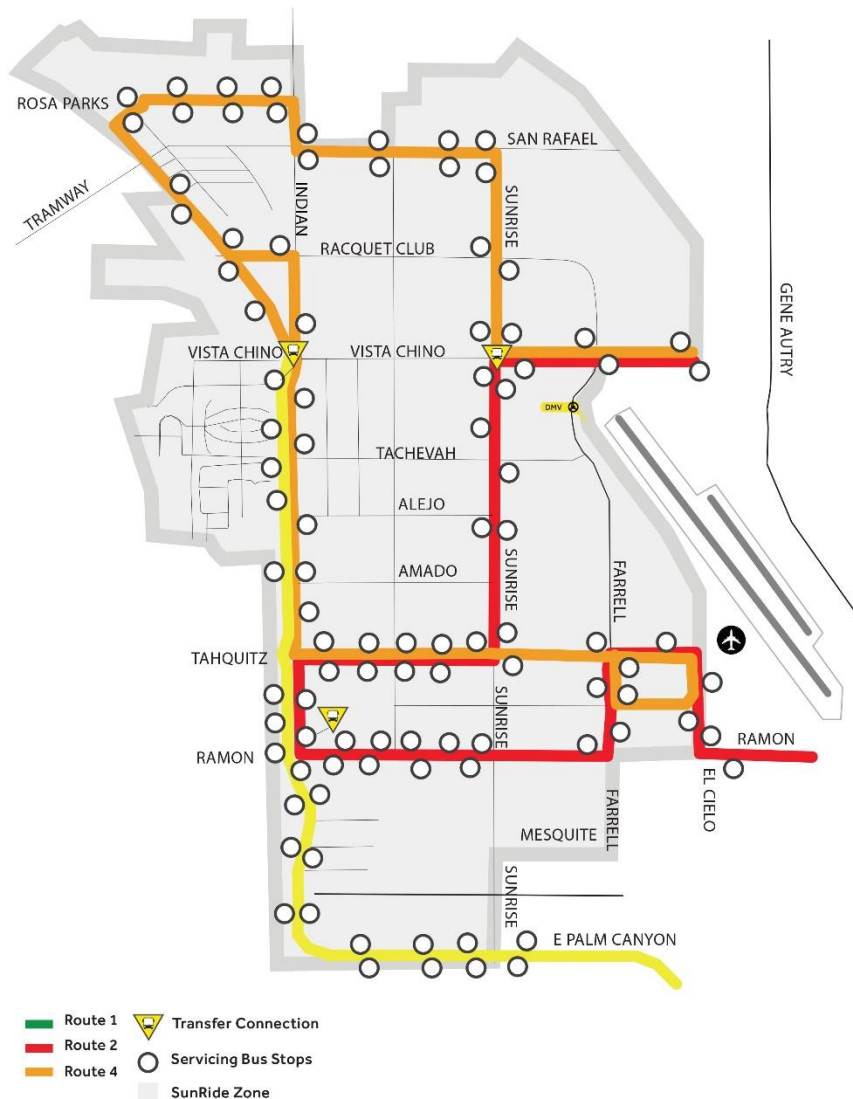 ROSA PARKS
SAN RAFAEL
TRAMWAY
INDIAN
SUNRISE
RACQUET CLUB
GENE AUTRY
VISTA CHINO
VISTA CHINO
DMV
TACHEVAH
ALEJO
SUNRISE
FARRELL
AMADO
TAHQUITZ
SUNRISE
RAMON
RAMON
EL CIELO
FARRELL
MESQUITE
SUNRISE
E PALM CANYON
Route 1
Route 2
Route 4
Transfer Connection
Servicing Bus Stops
SunRide Zone